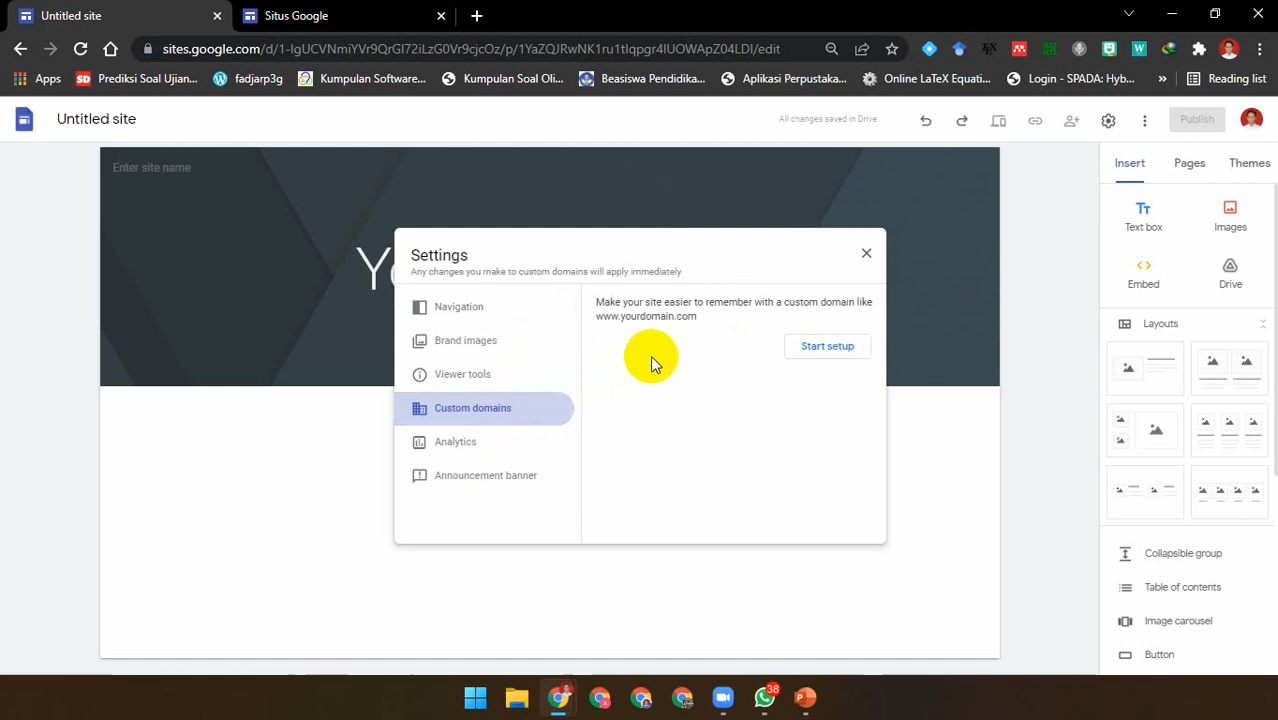 Untitled site
Situs Google
sites.google.com/d/1-IgUCVNmiYVr9QrGI72iLzG0Vr9cjcOz/p/1YaZQJRwNK1ru1tIqpgr4IUOWApZ04LDI/edit
Apps
Prediksi Soal Ujian...
fadjarp3g
Kumpulan Software...
Kumpulan Soal Oli...
Beasiswa Pendidika...
Aplikasi Perpustaka...
Online LaTeX Equati...
Login - SPADA: Hyb...
Reading list
Untitled site
All changes saved in Drive
Publish
Enter site name
Yo
Settings
Any changes you make to custom domains will apply immediately
Navigation
Brand images
Viewer tools
Custom domains
Analytics
Announcement banner
Make your site easier to remember with a custom domain like
www.yourdomain.com
Start setup
Insert
Pages
Themes
Tt
Text box
Images
Embed
Drive
Layouts
Collapsible group
Table of contents
Image carousel
Button
38